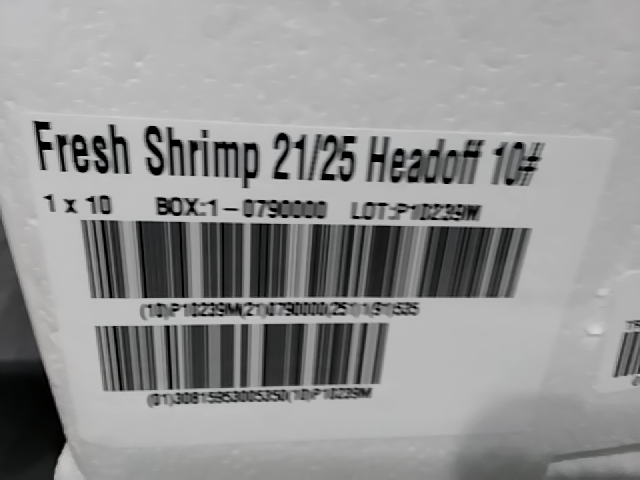 Fresh Shrimp 21/25 Headoff 10#
1 x 10 BOX:1-0790000 LOT:P10239M
(10)P10239M(21)0790000(251)1(91)535
(01)30815953005350(10)P10239M